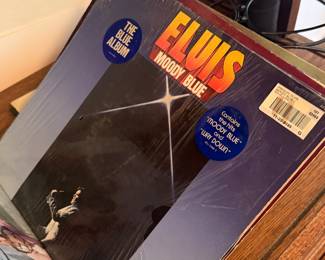 THE
BLUE
ALBUM
ELVIS
MOODY BLUE
Contains
the hits
"MOODY BLUE"
and
"WAY DOWN"